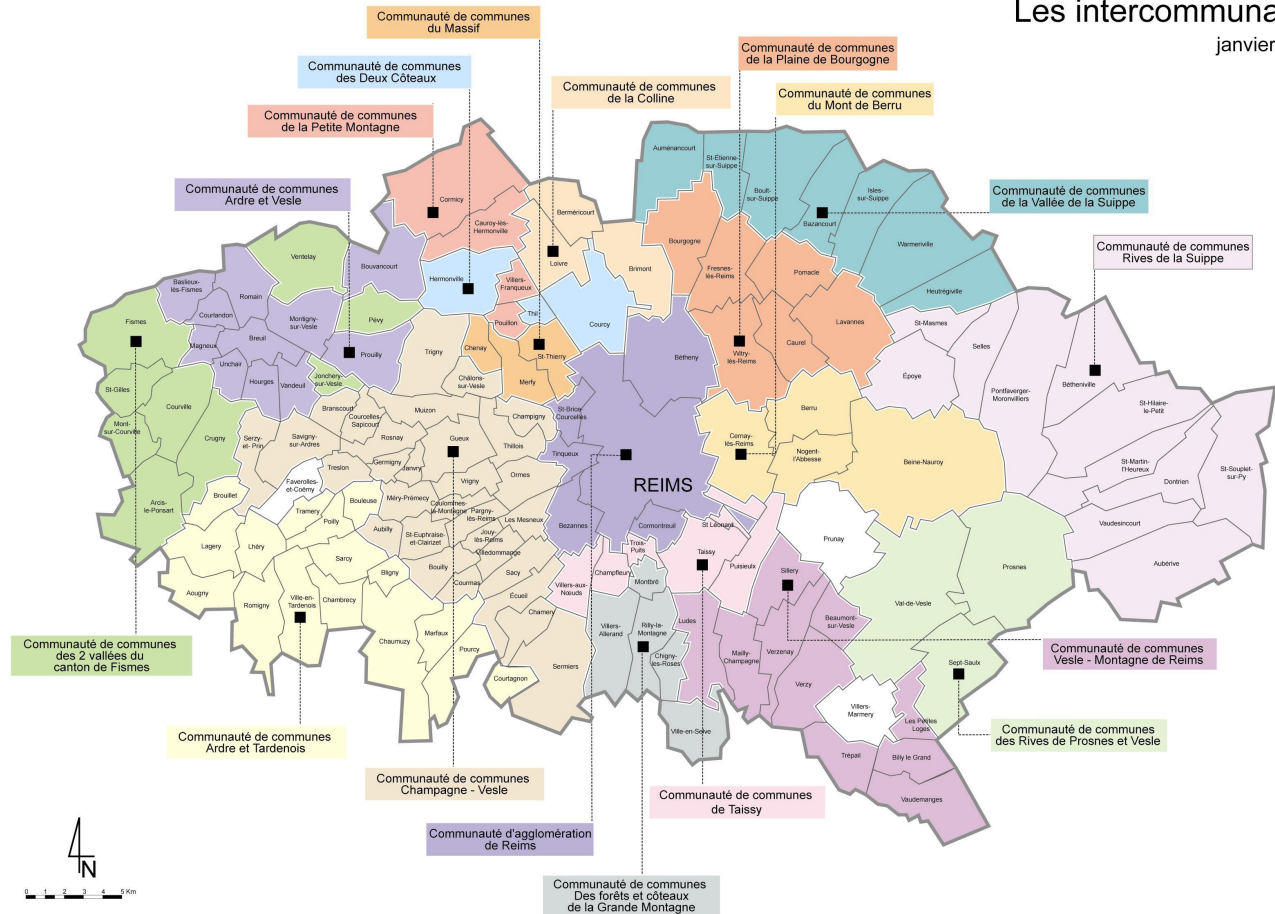 Les intercommuna
janvier
Communauté de communes
du Massif
Communauté de communes
de la Plaine de Bourgogne
Communauté de communes
des Deux Côteaux
Communauté de communes
de la Colline
Communauté de communes
du Mont de Berru
Communauté de communes
de la Petite Montagne
Communauté de communes
Ardre et Vesle
Communauté de communes
de la Vallée de la Suippe
Communauté de communes
Rives de la Suippe
Auménancourt
St-Étienne-
sur-Suippe
Boult-
sur-Suippe
Bazancourt
Isles-
sur-Suippe
Warmeriville
Heutrégiville
Cormicy
Cauroy-lès-
Hermonville
Berméricourt
Loivre
Brimont
Bourgogne
Fresnes-
lès-Reims
Pomacle
Lavannes
Caurel
Witry-
lès-Reims
Ventelay
Bouvancourt
Hermonville
Villers-
Franqueux
Thil
Pouillon
Courcy
Baslieux-
lès-Fismes
Romain
Courlandon
Montigny-
sur-Vesle
Pévy
Fismes
Magneux
Breuil
Prouilly
Unchair
Hourges
Vandeuil
Jonchery-
sur-Vesle
Trigny
Chenay
St-Thierry
Merfy
Châlons-
sur-Vesle
Bétheny
St-Masmes
Selles
Époye
Pontfaverger-
Moronvilliers
Bétheniville
St-Hilaire-
le-Petit
St-Martin-
l'Heureux
Dontrien
St-Souplet-
sur-Py
Vaudesincourt
Aubérive
St-Gilles
Mont-
sur-Courville
Courville
Crugny
Arcis-
le-Ponsart
Serzy-
et- Prin
Savigny-
sur-Ardres
Branscourt
Courcelles-
Sapicourt
Rosnay
Muizon
Gueux
Champigny
Thillois
Ormes
St-Brice-
Courcelles
Tinqueux
REIMS
Bezannes
Cormontreuil
St Léonard
Cernay-
lès-Reims
Berru
Nogent-
l'Abbesse
Beine-Nauroy
Treslon
Germigny
Janvry
Vrigny
Faverolles-
et-Coëmy
Tramery
Bouleuse
Poilly
Méry-Prémecy
Coulommes-
la-Montagne
Pargny-
lès-Reims
Les Mesneux
Aubilly
St-Euphraise-
et-Clairizet
Jouy-
lès-Reims
Villedommange
Bouilly
Courmas
Sacy
Écueil
Chamery
Sermiers
Brouillet
Lagery
Lhéry
Sarcy
Bligny
Aougny
Romigny
Ville-en-
Tardenois
Chambrecy
Chaumuzy
Marfaux
Pourcy
Courtagnon
Villers-aux-
Nœuds
Champfleury
Trois-
Puits
Montbré
Taissy
Puisieulx
Sillery
Prunay
Prosnes
Val-de-Vesle
Villers-
Allerand
Rilly-la-
Montagne
Chigny-
les-Roses
Ludes
Mailly-
Champagne
Verzenay
Verzy
Beaumont-
sur-Vesle
Sept-Saulx
Villers-
Marmery
Les Petites
Loges
Ville-en-Selve
Trépail
Billy le Grand
Vaudemanges
Communauté de communes
des 2 vallées du
canton de Fismes
Communauté de communes
Ardre et Tardenois
Communauté de communes
Champagne - Vesle
Communauté d'agglomération
de Reims
Communauté de communes
Des forêts et côteaux
de la Grande Montagne
Communauté de communes
de Taissy
Communauté de communes
Vesle - Montagne de Reims
Communauté de communes
des Rives de Prosnes et Vesle
N
0 1 2 3 4 5 Km